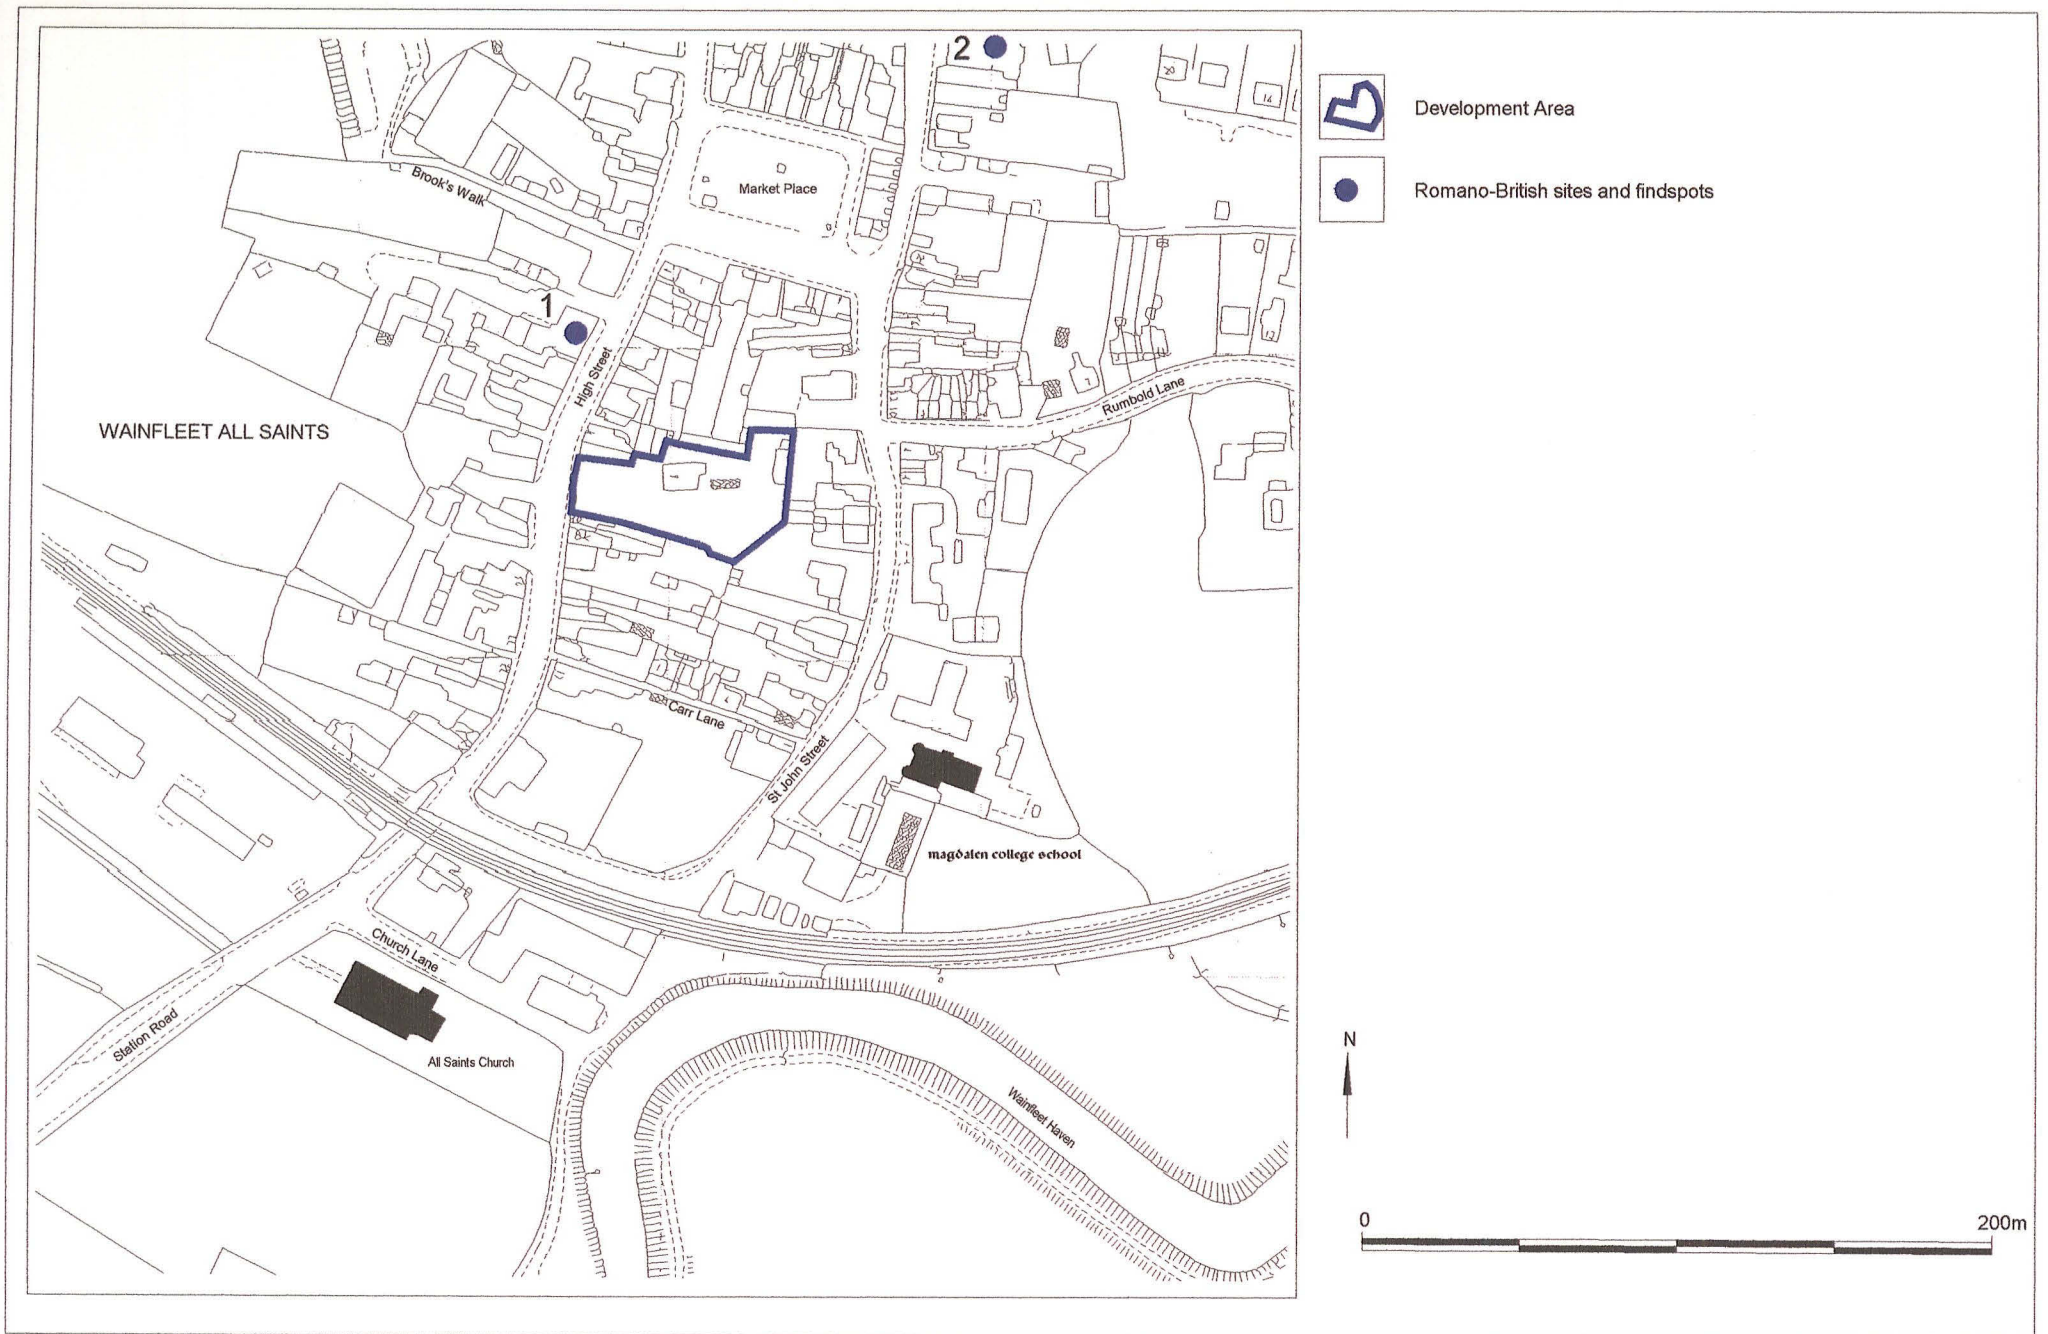 2
Development Area
Romano-British sites and findspots
Brook's Walk
Market Place
1
High Street
Rumbold Lane
WAINFLEET ALL SAINTS
Carr Lane
St John Street
magdalen college school
Church Lane
Station Road
All Saints Church
Wainfleet Haven
N
0
200m